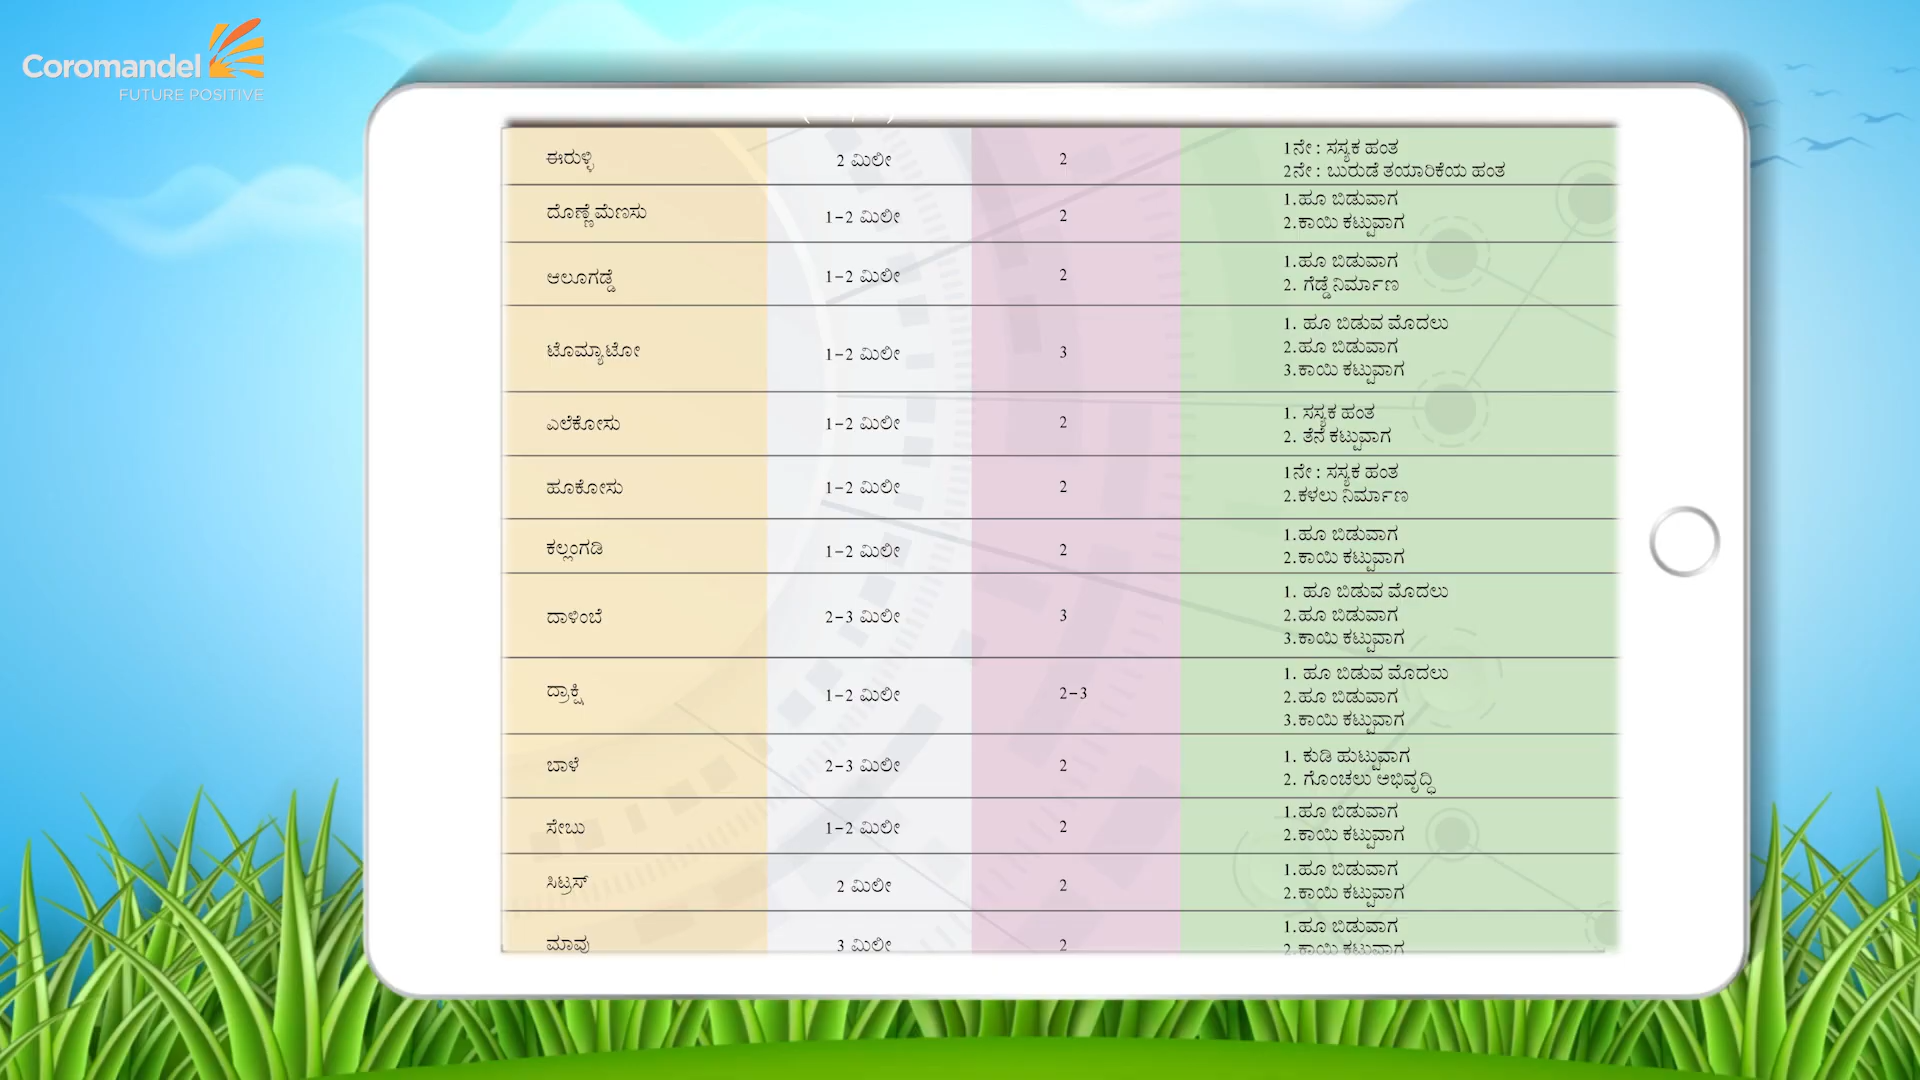 Coromandel
FUTURE POSITIVE
ಈರುಳ್ಳಿ 2 ಮಿಲೀ 2 1ನೇ : ಸಸ್ಯಕ ಹಂತ
2ನೇ : ಬುರುಡೆ ತಯಾರಿಕೆಯ ಹಂತ
ದೊಣ್ಣೆ ಮೆಣಸು 1-2 ಮಿಲೀ 2 1.ಹೂ ಬಿಡುವಾಗ
2.ಕಾಯಿ ಕಟ್ಟುವಾಗ
ಆಲೂಗಡ್ಡೆ 1-2 ಮಿಲೀ 2 1.ಹೂ ಬಿಡುವಾಗ
2. ಗೆಡ್ಡೆ ನಿರ್ಮಾಣ
ಟೊಮ್ಯಾಟೋ 1-2 ಮಿಲೀ 3 1. ಹೂ ಬಿಡುವ ಮೊದಲು
2.ಹೂ ಬಿಡುವಾಗ
3.ಕಾಯಿ ಕಟ್ಟುವಾಗ
ಎಲೆಕೋಸು 1-2 ಮಿಲೀ 2 1. ಸಸ್ಯಕ ಹಂತ
2. ತೆನೆ ಕಟ್ಟುವಾಗ
ಹೂಕೋಸು 1-2 ಮಿಲೀ 2 1ನೇ : ಸಸ್ಯಕ ಹಂತ
2.ಕಳಲು ನಿರ್ಮಾಣ
ಕಲ್ಲಂಗಡಿ 1-2 ಮಿಲೀ 2 1.ಹೂ ಬಿಡುವಾಗ
2.ಕಾಯಿ ಕಟ್ಟುವಾಗ
ದಾಳಿಂಬೆ 2-3 ಮಿಲೀ 3 1. ಹೂ ಬಿಡುವ ಮೊದಲು
2.ಹೂ ಬಿಡುವಾಗ
3.ಕಾಯಿ ಕಟ್ಟುವಾಗ
ದ್ರಾಕ್ಷಿ 1-2 ಮಿಲೀ 2-3 1. ಹೂ ಬಿಡುವ ಮೊದಲು
2.ಹೂ ಬಿಡುವಾಗ
3.ಕಾಯಿ ಕಟ್ಟುವಾಗ
ಬಾಳೆ 2-3 ಮಿಲೀ 2 1. ಕುಡಿ ಹುಟ್ಟುವಾಗ
2. ಗೊಂಚಲು ಅಭಿವೃದ್ಧಿ
ಸೇಬು 1-2 ಮಿಲೀ 2 1.ಹೂ ಬಿಡುವಾಗ
2.ಕಾಯಿ ಕಟ್ಟುವಾಗ
ಸಿಟ್ರಸ್ 2 ಮಿಲೀ 2 1.ಹೂ ಬಿಡುವಾಗ
2.ಕಾಯಿ ಕಟ್ಟುವಾಗ
ಮಾವು 3 ಮಿಲೀ 2 1.ಹೂ ಬಿಡುವಾಗ
2.ಕಾಯಿ ಕಟ್ಟುವಾಗ